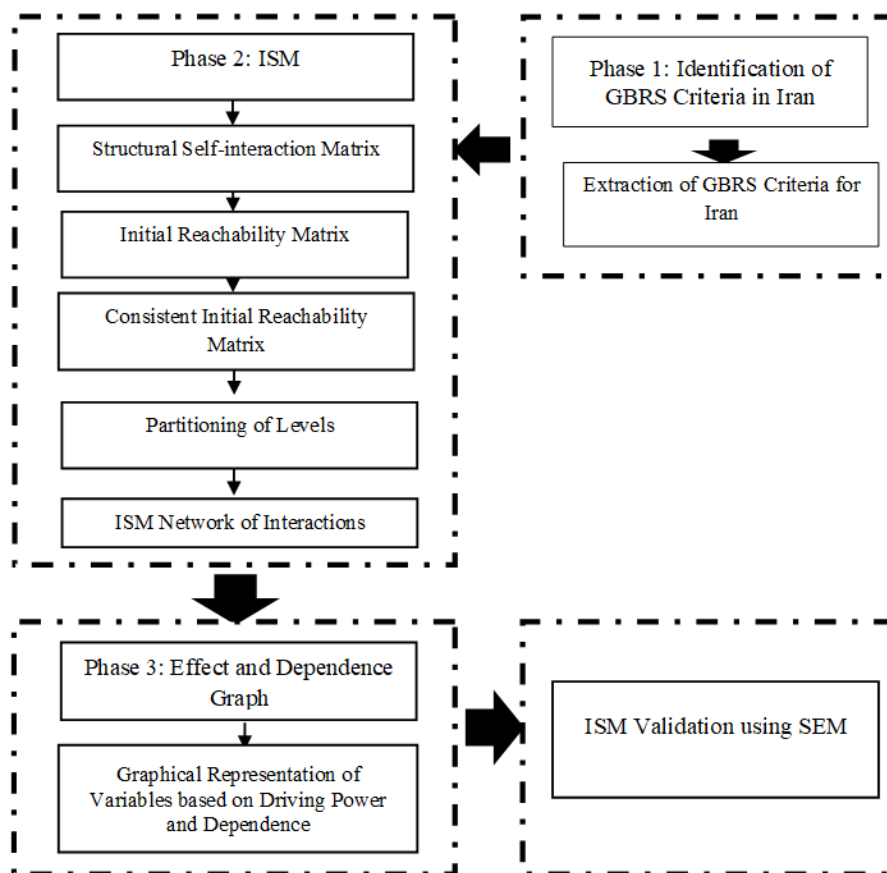 Phase 1: Identification of
GBRS Criteria in Iran
Extraction of GBRS Criteria for
Iran
Phase 2: ISM
Structural Self-interaction Matrix
Initial Reachability Matrix
Consistent Initial Reachability
Matrix
Partitioning of Levels
ISM Network of Interactions
Phase 3: Effect and Dependence
Graph
Graphical Representation of
Variables based on Driving Power
and Dependence
ISM Validation using SEM